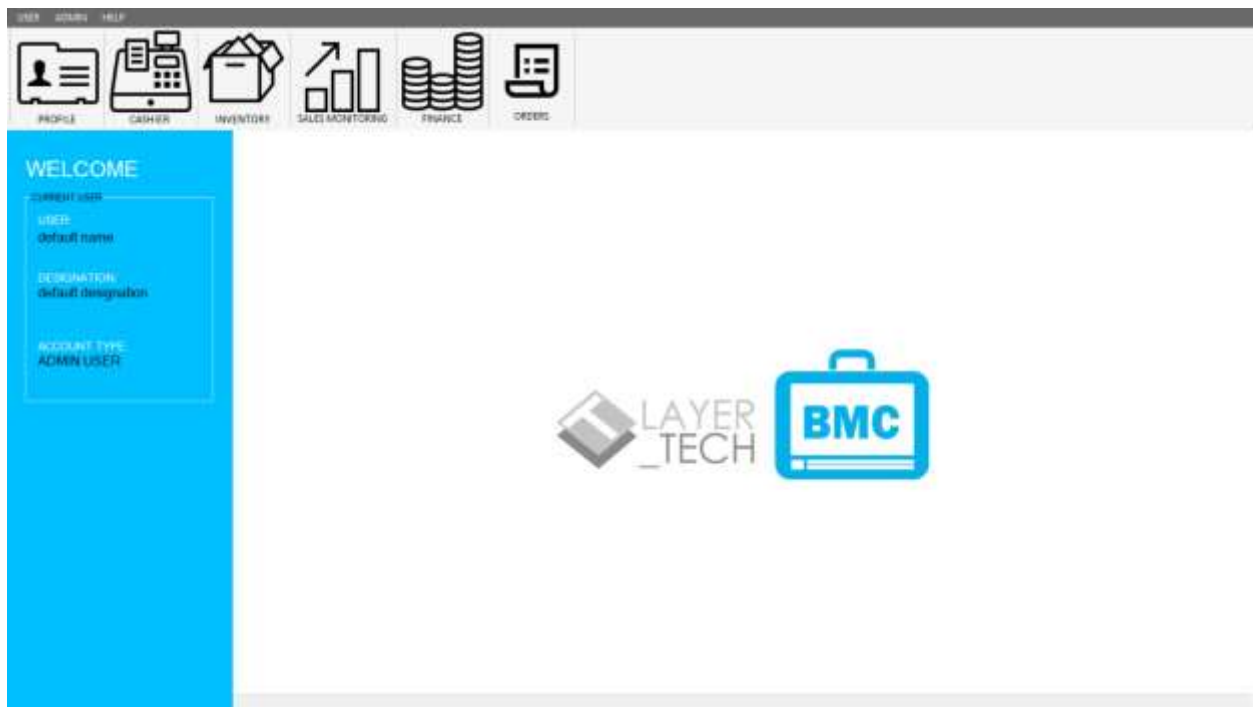 USER ADMIN HELP
PROFILE CASHIER INVENTORY SALES MONITORING FINANCE ORDERS
WELCOME
CURRENT USER
USER:
default name
DESIGNATION:
default designation
ACCOUNT TYPE:
ADMIN USER
LAYER
_TECH
BMC